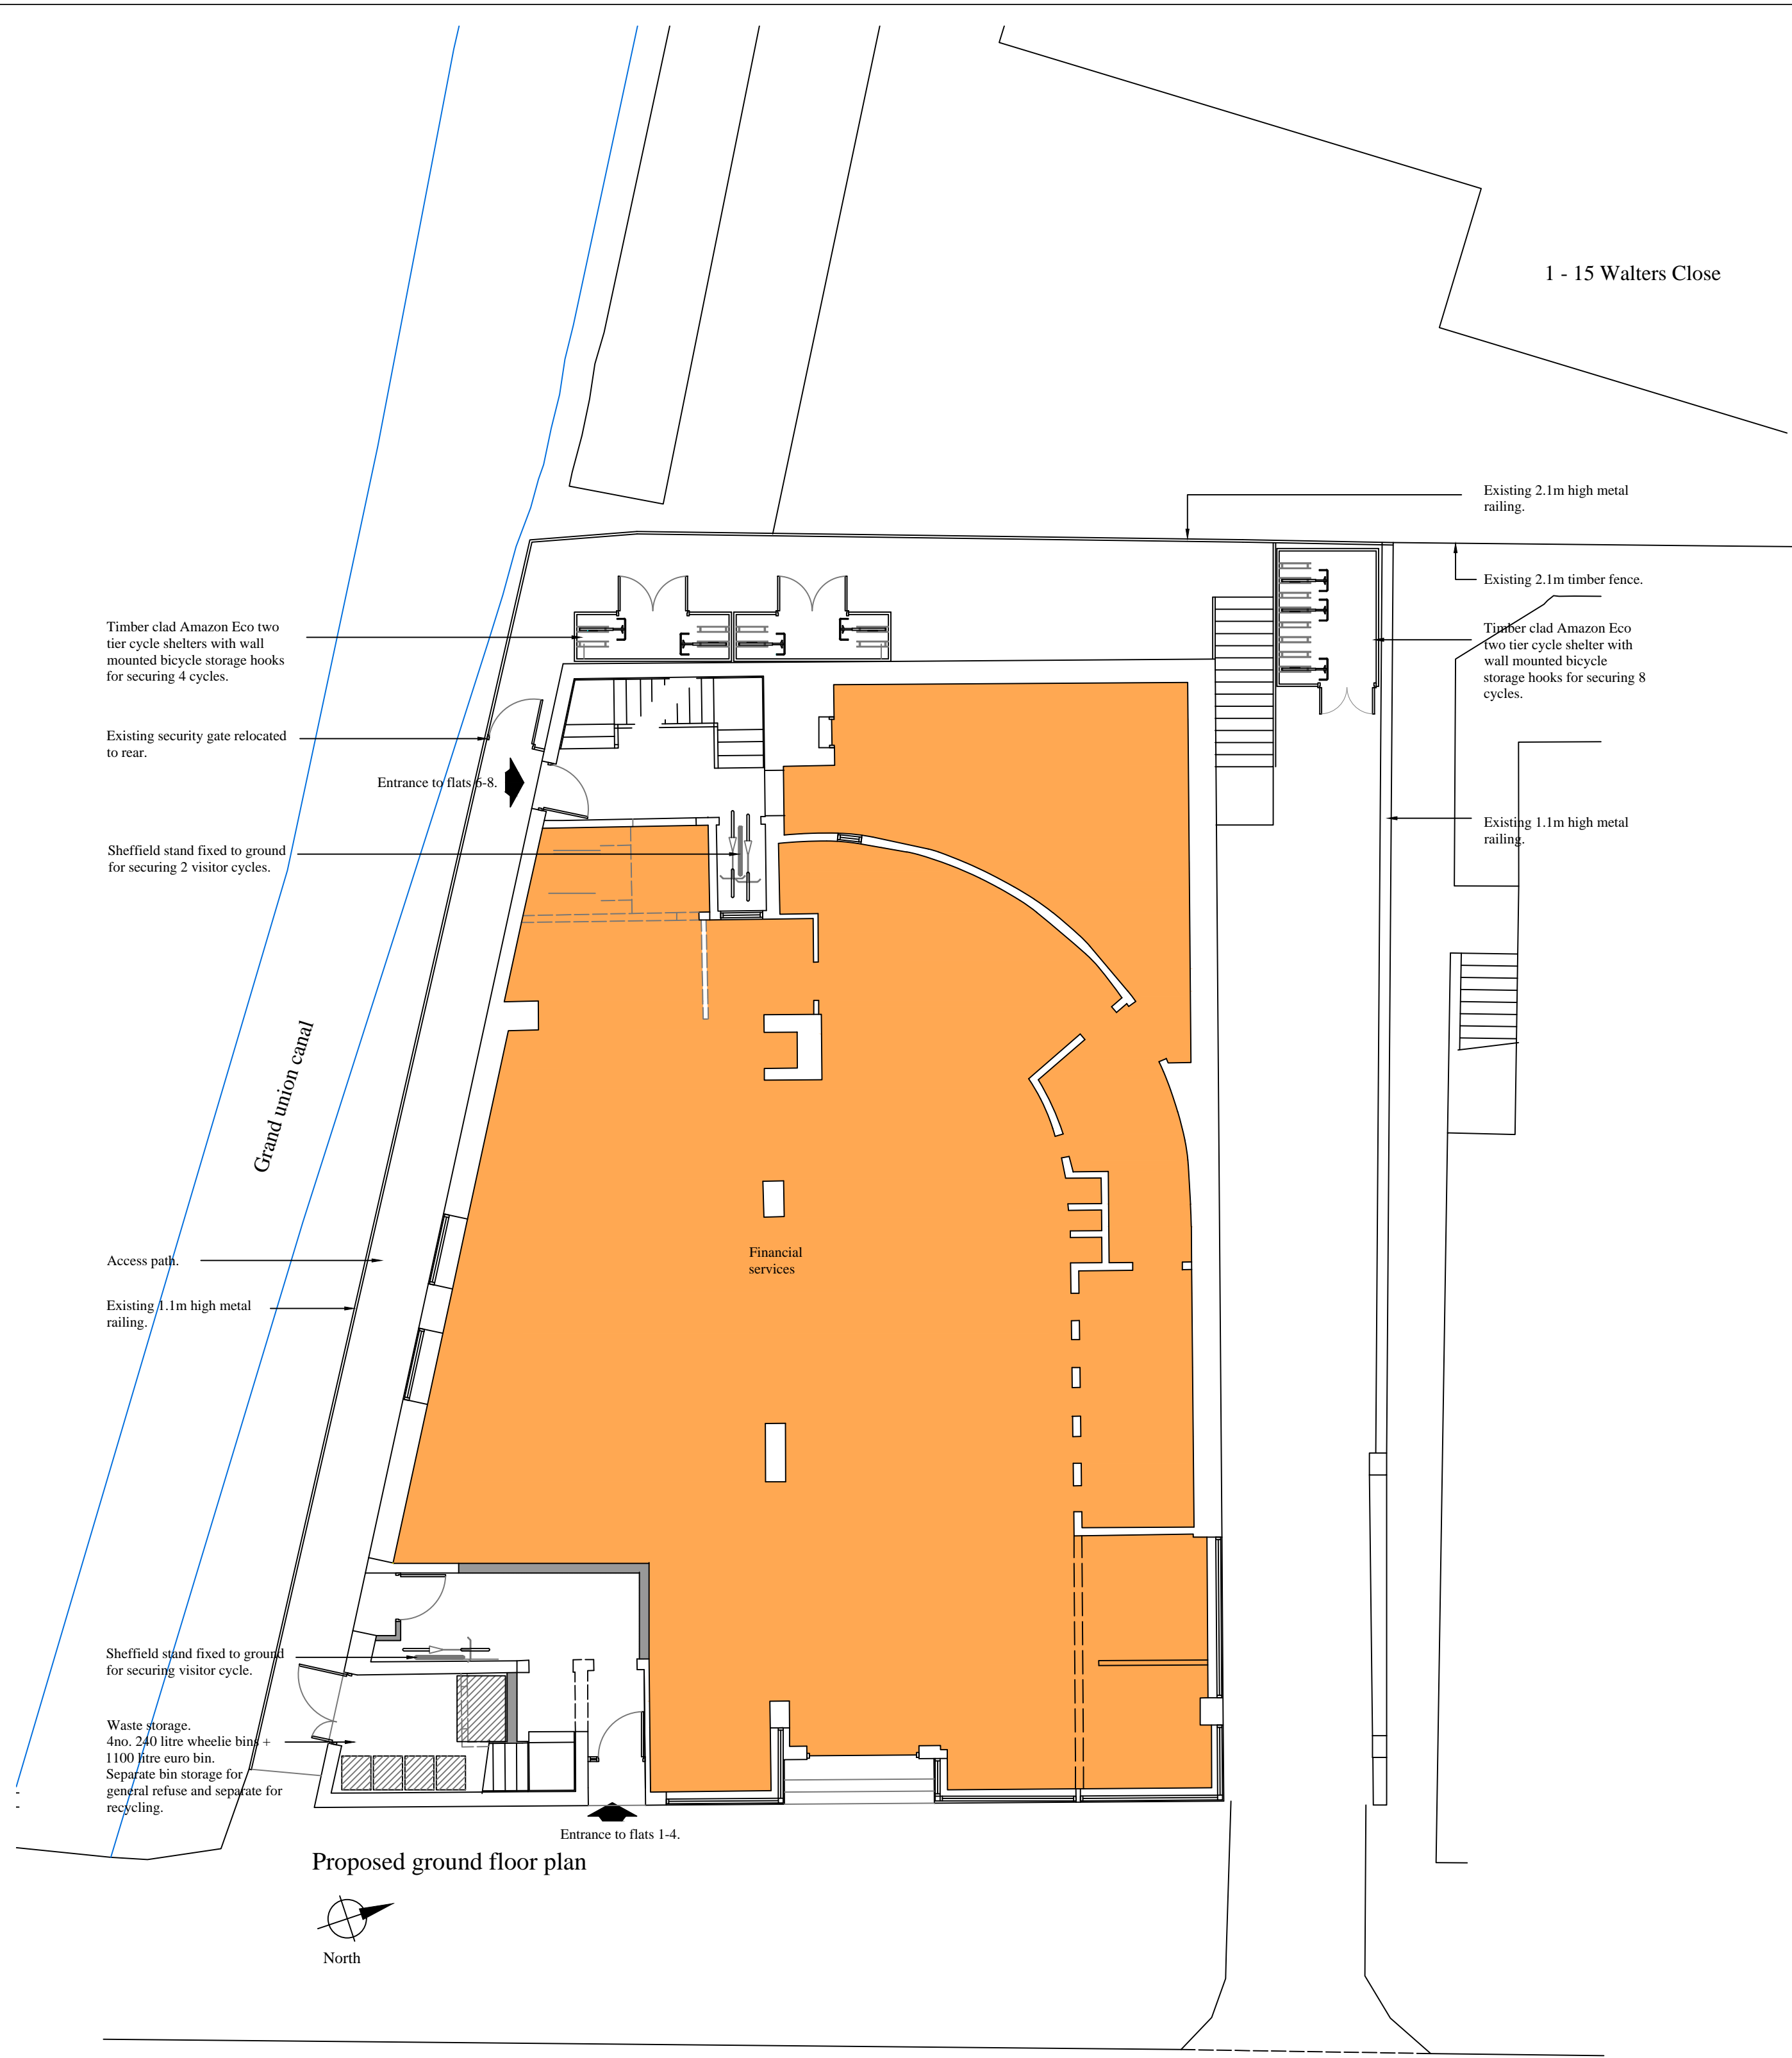 1 - 15 Walters Close
Existing 2.1m high metal
railing.
Existing 2.1m timber fence.
Timber clad Amazon Eco two
tier cycle shelters with wall
mounted bicycle storage hooks
for securing 4 cycles.
Timber clad Amazon Eco
two tier cycle shelter with
wall mounted bicycle
storage hooks for securing 8
cycles.
Existing security gate relocated
to rear.
Entrance to flats 6-8.
Existing 1.1m high metal
railing.
Sheffield stand fixed to ground
for securing 2 visitor cycles.
Grand union canal
Financial
services
Access path.
Existing 1.1m high metal
railing.
Sheffield stand fixed to ground
for securing visitor cycle.
Waste storage.
4no. 240 litre wheelie bins +
1100 litre euro bin.
Separate bin storage for
general refuse and separate for
recycling.
Entrance to flats 1-4.
Proposed ground floor plan
North